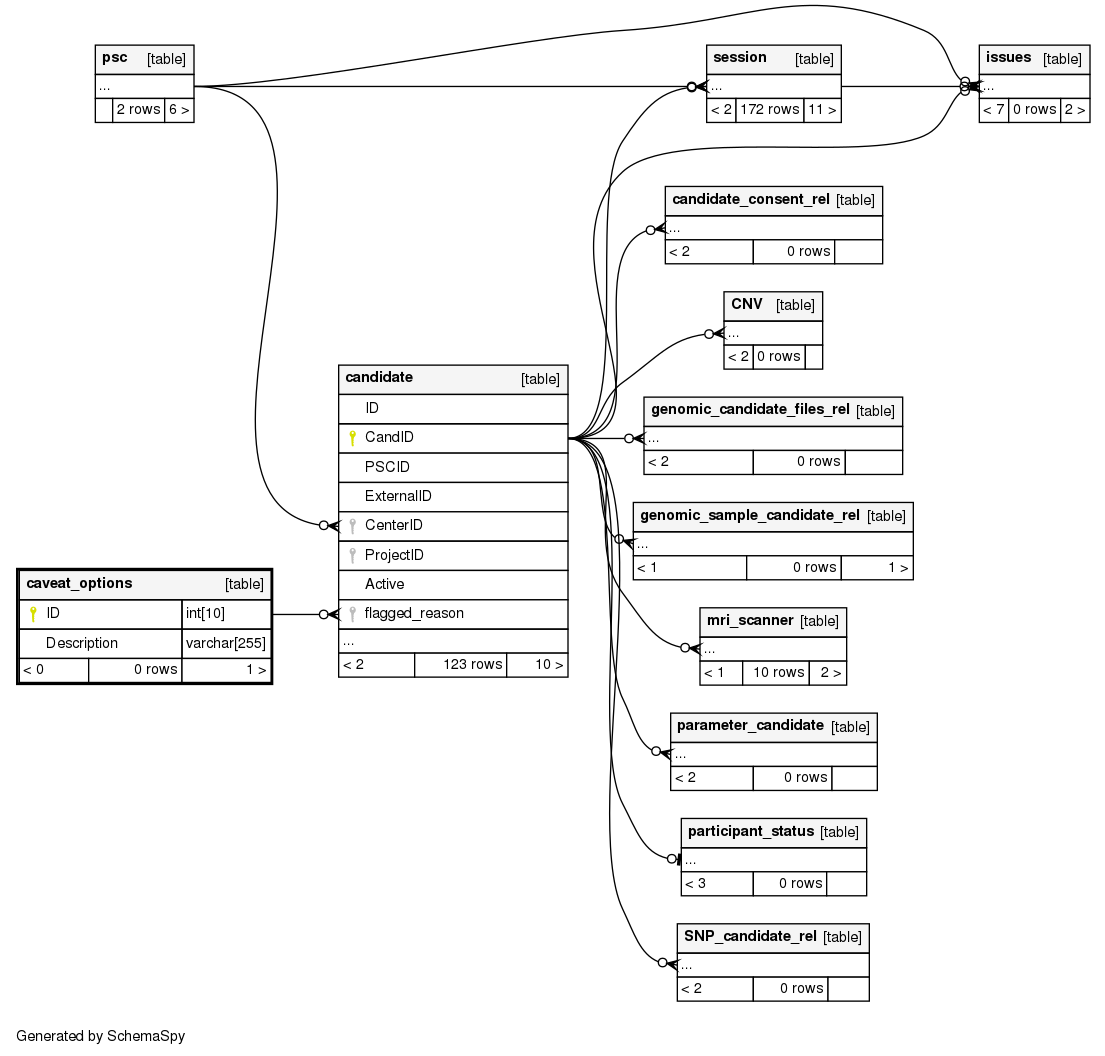 psc [table]
...
2 rows 6 >
session [table]
...
< 2 172 rows 11 >
issues [table]
...
< 7 0 rows 2 >
candidate_consent_rel [table]
...
< 2 0 rows
CNV [table]
...
< 2 0 rows
candidate [table]
ID
CandID
PSCID
ExternalID
CenterID
ProjectID
Active
flagged_reason
...
< 2 123 rows 10 >
genomic_candidate_files_rel [table]
...
< 2 0 rows
genomic_sample_candidate_rel [table]
...
< 1 0 rows 1 >
caveat_options [table]
ID int[10]
Description varchar[255]
< 0 0 rows 1 >
mri_scanner [table]
...
< 1 10 rows 2 >
parameter_candidate [table]
...
< 2 0 rows
participant_status [table]
...
< 3 0 rows
SNP_candidate_rel [table]
...
< 2 0 rows
Generated by SchemaSpy